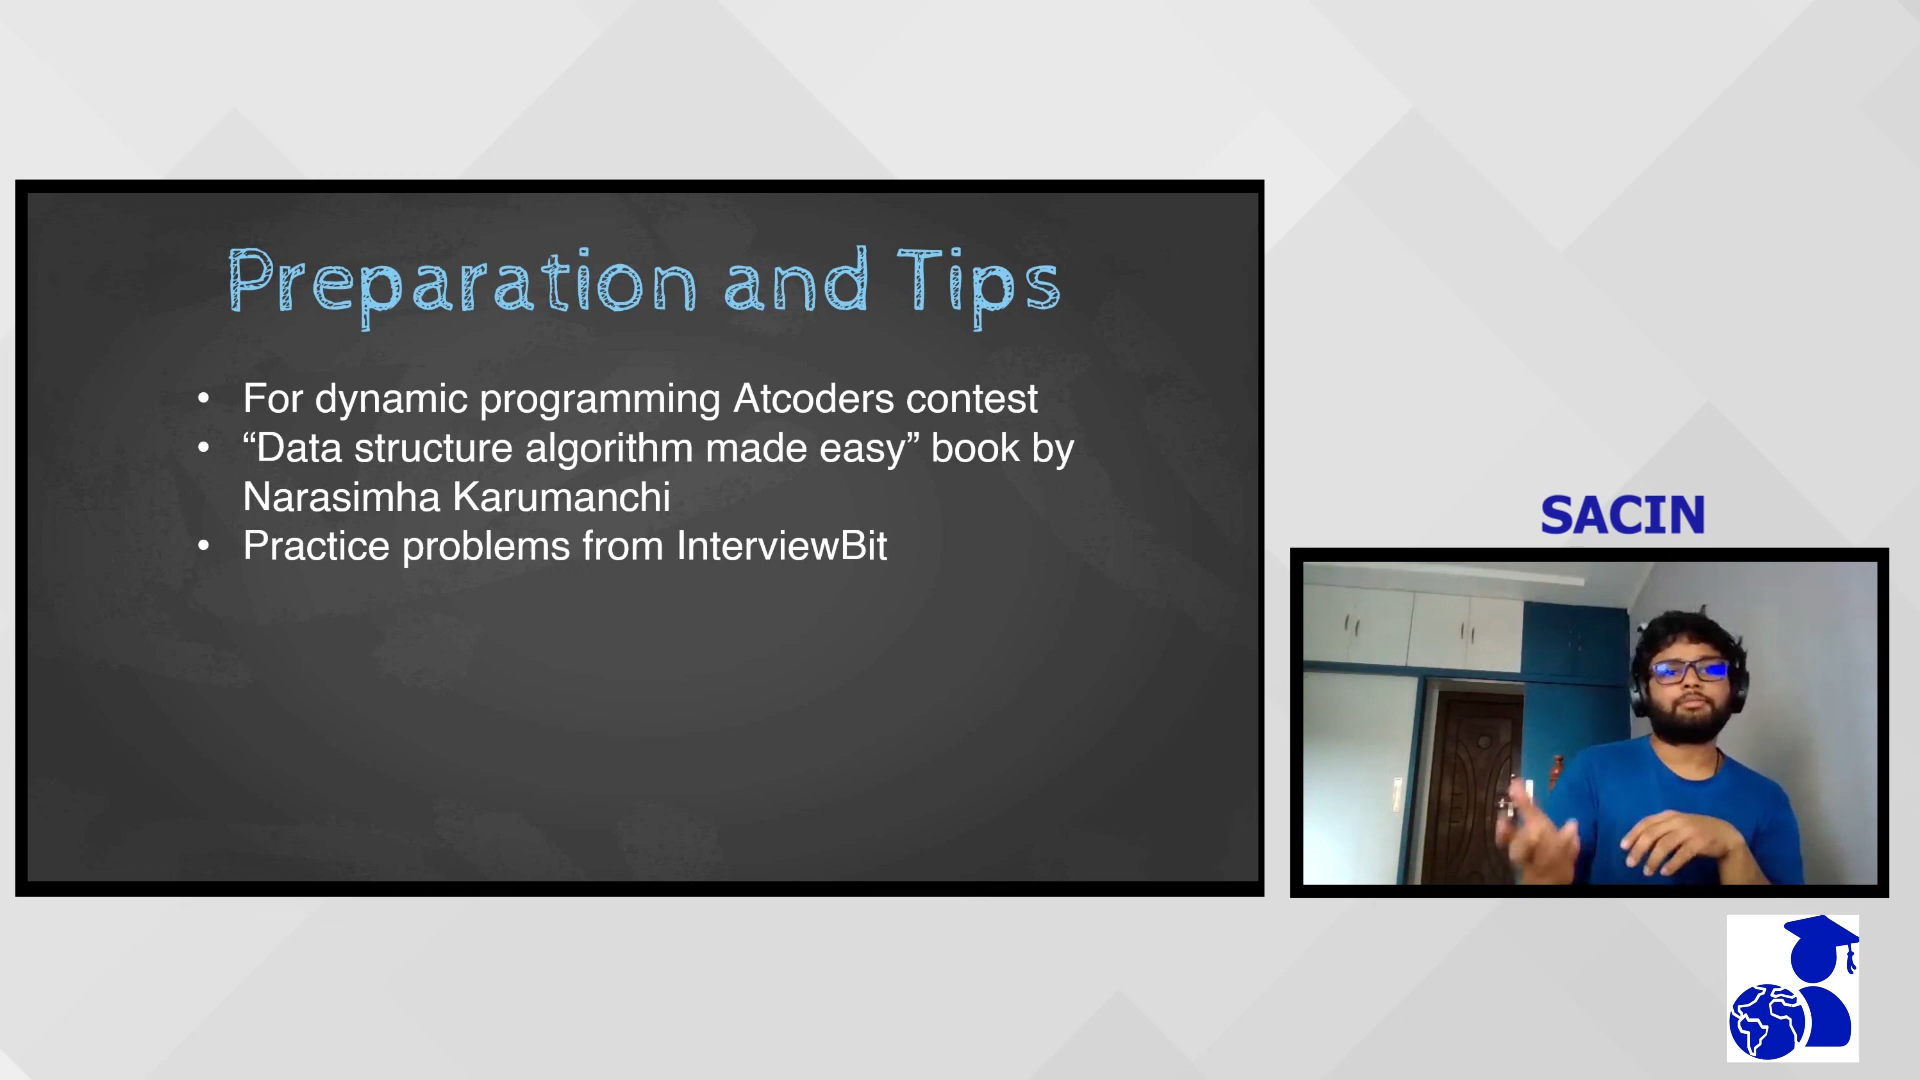 Preparation and Tips
• For dynamic programming Atcoders contest
• “Data structure algorithm made easy” book by
Narasimha Karumanchi
• Practice problems from InterviewBit
SACIN